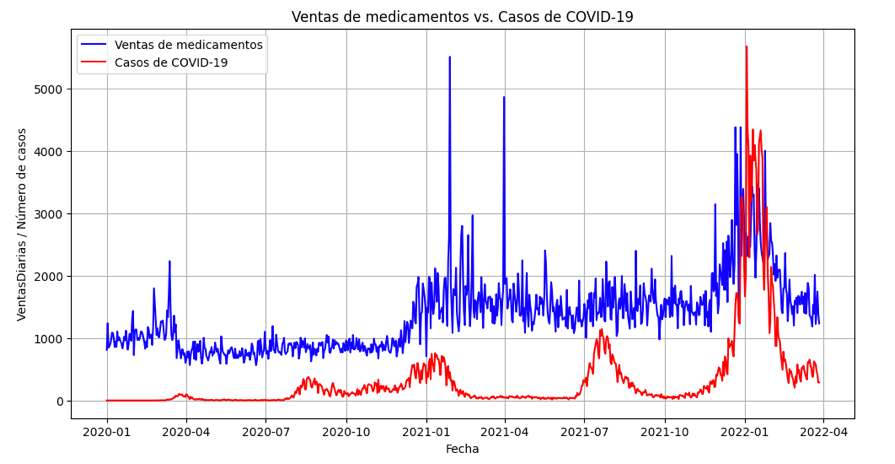 Ventas de medicamentos vs. Casos de COVID-19
Ventas de medicamentos
Casos de COVID-19
VentasDiarias / Número de casos
5000
4000
3000
2000
1000
0
2020-01 2020-04 2020-07 2020-10 2021-01 2021-04 2021-07 2021-10 2022-01 2022-04
Fecha